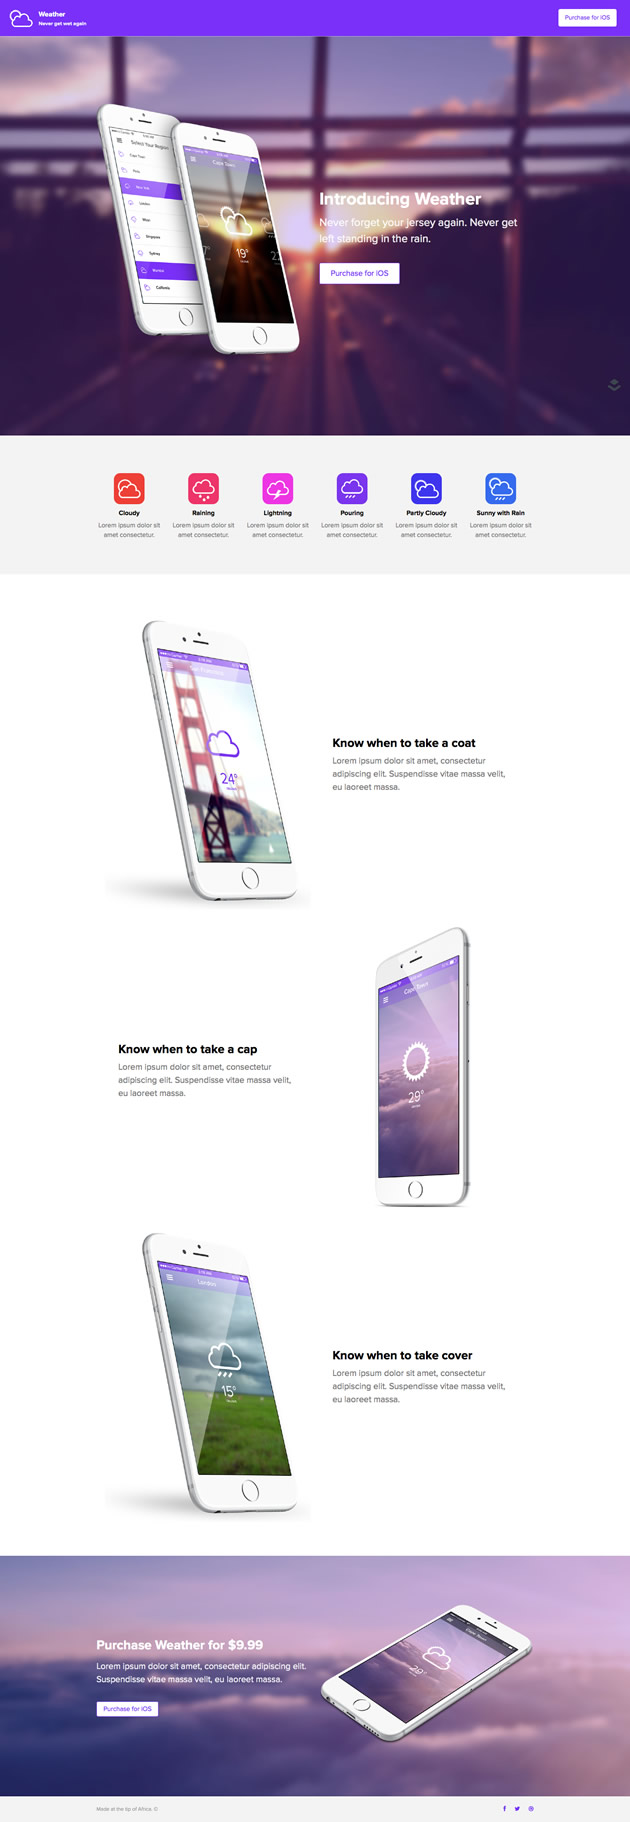 Weather
Never get wet again
Purchase for iOS
Select Your Region
Cape Town
Paris
New York
London
Milan
Singapore
Sydney
Mumbai
California
Cape Town
19°
Introducing Weather
Never forget your jersey again. Never get
left standing in the rain.
Purchase for iOS
Cloudy
Raining
Lightning
Pouring
Partly Cloudy
Sunny with Rain
Lorem ipsum dolor sit
amet consectetur.
Lorem ipsum dolor sit
amet consectetur.
Lorem ipsum dolor sit
amet consectetur.
Lorem ipsum dolor sit
amet consectetur.
Lorem ipsum dolor sit
amet consectetur.
Lorem ipsum dolor sit
amet consectetur.
San Francisco
24°
Know when to take a coat
Lorem ipsum dolor sit amet, consectetur
adipiscing elit. Suspendisse vitae massa velit,
eu laoreet massa.
Know when to take a cap
Lorem ipsum dolor sit amet, consectetur
adipiscing elit. Suspendisse vitae massa velit,
eu laoreet massa.
Cape Town
29°
London
15°
Know when to take cover
Lorem ipsum dolor sit amet, consectetur
adipiscing elit. Suspendisse vitae massa velit,
eu laoreet massa.
Purchase Weather for $9.99
Lorem ipsum dolor sit amet, consectetur adipiscing elit.
Suspendisse vitae massa velit, eu laoreet massa.
Purchase for iOS
Cape Town
29°
Made at the tip of Africa. ©